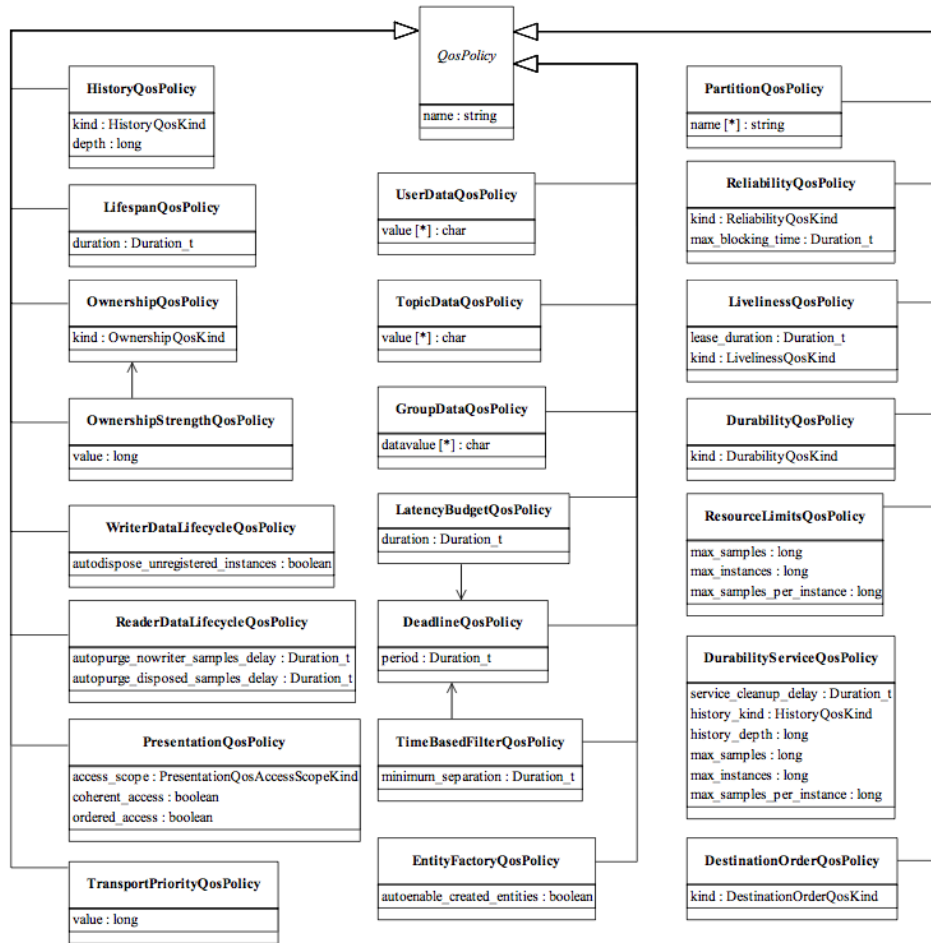 QosPolicy
name : string
HistoryQosPolicy
kind : HistoryQosKind
depth : long
LifespanQosPolicy
duration : Duration_t
OwnershipQosPolicy
kind : OwnershipQosKind
OwnershipStrengthQosPolicy
value : long
WriterDataLifecycleQosPolicy
autodispose_unregistered_instances : boolean
ReaderDataLifecycleQosPolicy
autopurge_nowriter_samples_delay : Duration_t
autopurge_disposed_samples_delay : Duration_t
PresentationQosPolicy
access_scope : PresentationQosAccessScopeKind
coherent_access : boolean
ordered_access : boolean
TransportPriorityQosPolicy
value : long
UserDataQosPolicy
value [*] : char
TopicDataQosPolicy
value [*] : char
GroupDataQosPolicy
datavalue [*] : char
LatencyBudgetQosPolicy
duration : Duration_t
DeadlineQosPolicy
period : Duration_t
TimeBasedFilterQosPolicy
minimum_separation : Duration_t
EntityFactoryQosPolicy
autoenable_created_entities : boolean
PartitionQosPolicy
name [*] : string
ReliabilityQosPolicy
kind : ReliabilityQosKind
max_blocking_time : Duration_t
LivelinessQosPolicy
lease_duration : Duration_t
kind : LivelinessQosKind
DurabilityQosPolicy
kind : DurabilityQosKind
ResourceLimitsQosPolicy
max_samples : long
max_instances : long
max_samples_per_instance : long
DurabilityServiceQosPolicy
service_cleanup_delay : Duration_t
history_kind : HistoryQosKind
history_depth : long
max_samples : long
max_instances : long
max_samples_per_instance : long
DestinationOrderQosPolicy
kind : DestinationOrderQosKind